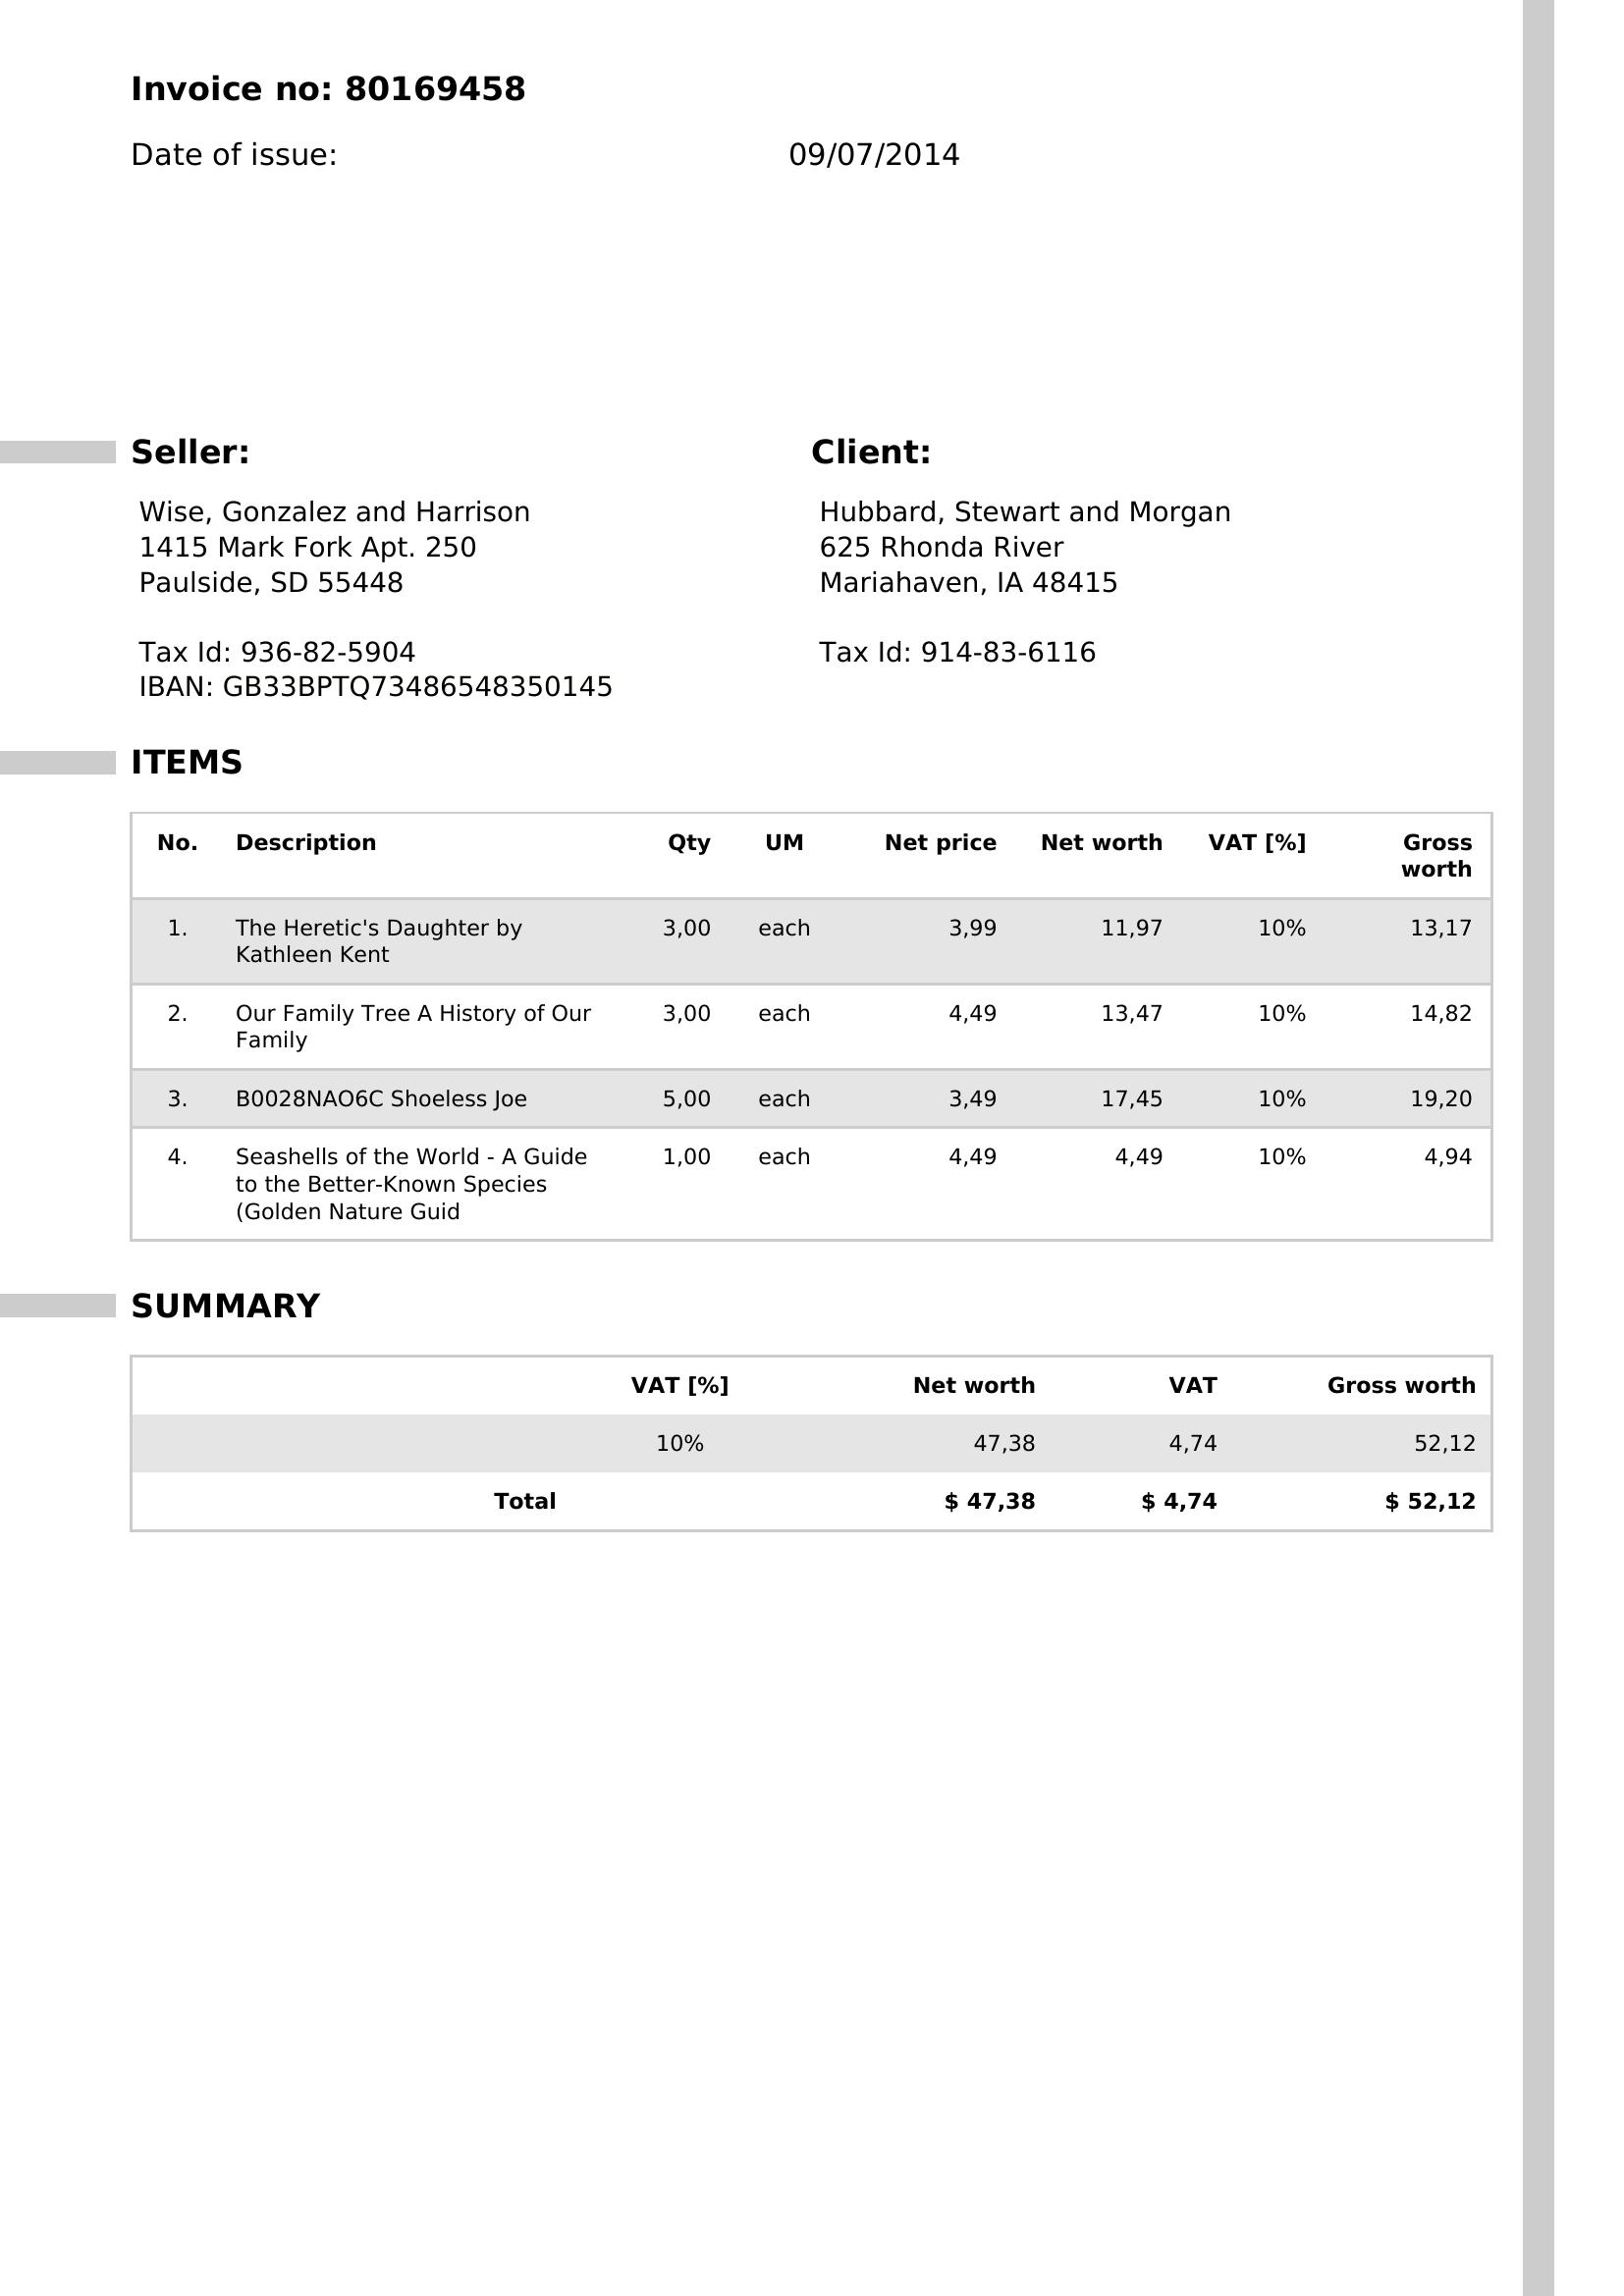 Invoice no: 80169458
Date of issue: 09/07/2014
Seller:
Wise, Gonzalez and Harrison
1415 Mark Fork Apt. 250
Paulside, SD 55448
Tax Id: 936-82-5904
IBAN: GB33BPTQ73486548350145
Client:
Hubbard, Stewart and Morgan
625 Rhonda River
Mariahaven, IA 48415
Tax Id: 914-83-6116
ITEMS
No. Description Qty UM Net price Net worth VAT [%] Gross
worth
1. The Heretic's Daughter by 3,00 each 3,99 11,97 10% 13,17
Kathleen Kent
2. Our Family Tree A History of Our 3,00 each 4,49 13,47 10% 14,82
Family
3. B0028NAO6C Shoeless Joe 5,00 each 3,49 17,45 10% 19,20
4. Seashells of the World - A Guide 1,00 each 4,49 4,49 10% 4,94
to the Better-Known Species
(Golden Nature Guid
SUMMARY
VAT [%] Net worth VAT Gross worth
10% 47,38 4,74 52,12
Total $ 47,38 $ 4,74 $ 52,12